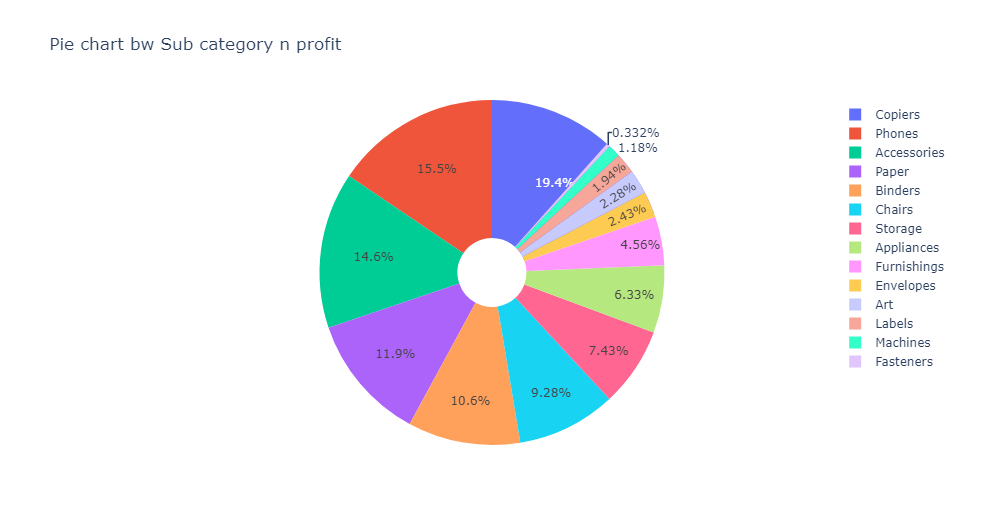 Pie chart bw Sub category n profit
19.4%
0.332%
1.18%
1.94%
2.28%
2.43%
4.56%
6.33%
7.43%
9.28%
10.6%
11.9%
14.6%
15.5%
Copiers
Phones
Accessories
Paper
Binders
Chairs
Storage
Appliances
Furnishings
Envelopes
Art
Labels
Machines
Fasteners